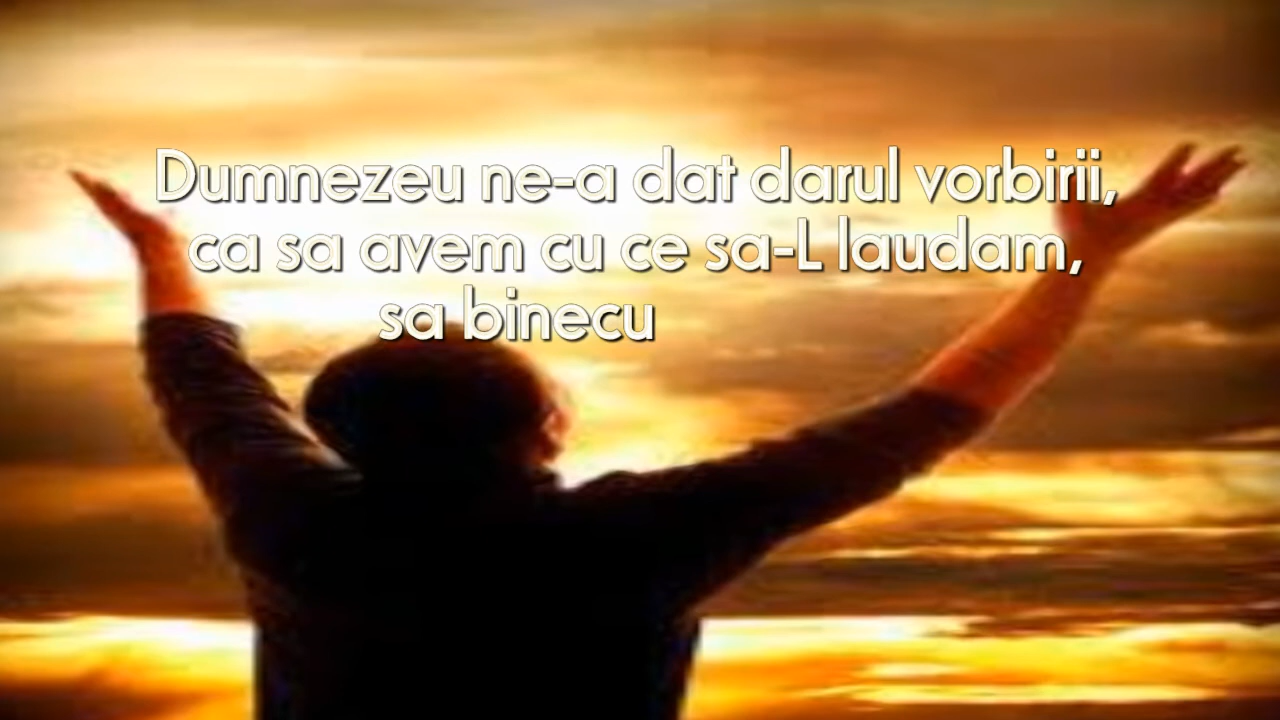 Dumnezeu ne-a dat darul vorbirii,
ca sa avem cu ce sa-L laudam,
sa binecu